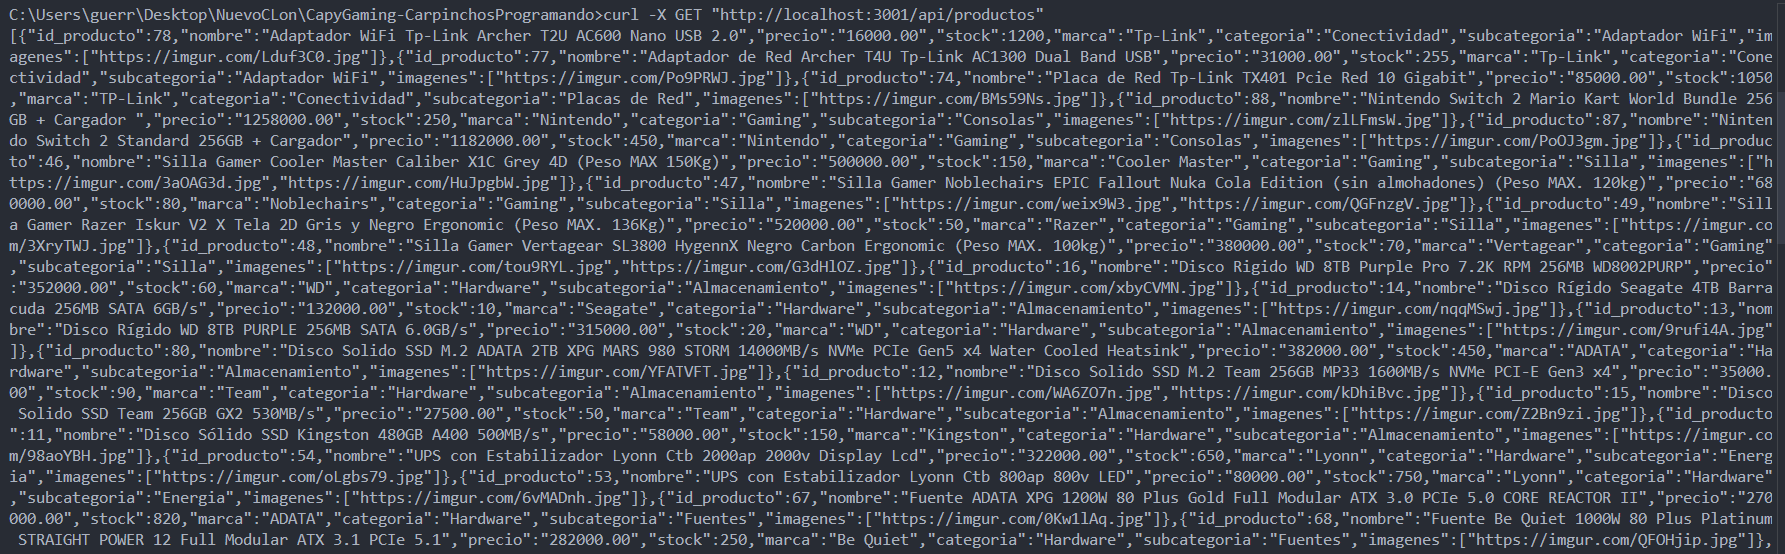 C:\Users\guerr\Desktop\NuevoCLon\CapyGaming-CarpinchosProgramando>curl -X GET "http://localhost:3001/api/productos"
[{"id_producto":78,"nombre":"Adaptador WiFi Tp-Link Archer T2U AC600 Nano USB 2.0","precio":"16000.00","stock":1200,"marca":"Tp-Link","categoria":"Conectividad","subcategoria":"Adaptador WiFi","im
agenes":["https://imgur.com/Lduf3C0.jpg"]},{"id_producto":77,"nombre":"Adaptador de Red Archer T4U Tp-Link AC1300 Dual Band USB","precio":"31000.00","stock":255,"marca":"Tp-Link","categoria":"Cone
ctividad","subcategoria":"Adaptador WiFi","imagenes":["https://imgur.com/Po9PRWJ.jpg"]},{"id_producto":74,"nombre":"Placa de Red Tp-Link TX401 Pcie Red 10 Gigabit","precio":"85000.00","stock":1050
,"marca":"TP-Link","categoria":"Conectividad","subcategoria":"Placas de Red","imagenes":["https://imgur.com/BMs59Ns.jpg"]},{"id_producto":88,"nombre":"Nintendo Switch 2 Mario Kart World Bundle 256
GB + Cargador ","precio":"1258000.00","stock":250,"marca":"Nintendo","categoria":"Gaming","subcategoria":"Consolas","imagenes":["https://imgur.com/zlLFmsW.jpg"]},{"id_producto":87,"nombre":"Ninten
do Switch 2 Standard 256GB + Cargador","precio":"1182000.00","stock":450,"marca":"Nintendo","categoria":"Gaming","subcategoria":"Consolas","imagenes":["https://imgur.com/PoOJ3gm.jpg"]},{"id_produc
to":46,"nombre":"Silla Gamer Cooler Master Caliber X1C Grey 4D (Peso MAX 150Kg)","precio":"500000.00","stock":150,"marca":"Cooler Master","categoria":"Gaming","subcategoria":"Silla","imagenes":["h
ttps://imgur.com/3aOAG3d.jpg","https://imgur.com/HuJpgbW.jpg"]},{"id_producto":47,"nombre":"Silla Gamer Noblechairs EPIC Fallout Nuka Cola Edition (sin almohadones) (Peso MAX. 120kg)","precio":"68
0000.00","stock":80,"marca":"Noblechairs","categoria":"Gaming","subcategoria":"Silla","imagenes":["https://imgur.com/weix9W3.jpg","https://imgur.com/QGFnzgV.jpg"]},{"id_producto":49,"nombre":"Sill
a Gamer Razer Iskur V2 X Tela 2D Gris y Negro Ergonomic (Peso MAX. 136Kg)","precio":"520000.00","stock":50,"marca":"Razer","categoria":"Gaming","subcategoria":"Silla","imagenes":["https://imgur.co
m/3XryTWJ.jpg"]},{"id_producto":48,"nombre":"Silla Gamer Vertagear SL3800 HygennX Negro Carbon Ergonomic (Peso MAX. 100kg)","precio":"380000.00","stock":70,"marca":"Vertagear","categoria":"Gaming"
,"subcategoria":"Silla","imagenes":["https://imgur.com/tou9RYL.jpg","https://imgur.com/G3dHlOZ.jpg"]},{"id_producto":16,"nombre":"Disco Rigido WD 8TB Purple Pro 7.2K RPM 256MB WD8002PURP","precio"
:"352000.00","stock":60,"marca":"WD","categoria":"Hardware","subcategoria":"Almacenamiento","imagenes":["https://imgur.com/xbyCVMN.jpg"]},{"id_producto":14,"nombre":"Disco Rígido Seagate 4TB Barra
cuda 256MB SATA 6GB/s","precio":"132000.00","stock":10,"marca":"Seagate","categoria":"Hardware","subcategoria":"Almacenamiento","imagenes":["https://imgur.com/nqqMSwj.jpg"]},{"id_producto":13,"nom
bre":"Disco Rígido WD 8TB PURPLE 256MB SATA 6.0GB/s","precio":"315000.00","stock":20,"marca":"WD","categoria":"Hardware","subcategoria":"Almacenamiento","imagenes":["https://imgur.com/9rufi4A.jpg"
]},{"id_producto":80,"nombre":"Disco Solido SSD M.2 ADATA 2TB XPG MARS 980 STORM 14000MB/s NVMe PCIe Gen5 x4 Water Cooled Heatsink","precio":"382000.00","stock":450,"marca":"ADATA","categoria":"Ha
rdware","subcategoria":"Almacenamiento","imagenes":["https://imgur.com/YFATVFT.jpg"]},{"id_producto":12,"nombre":"Disco Solido SSD M.2 Team 256GB MP33 1600MB/s NVMe PCI-E Gen3 x4","precio":"35000.
00","stock":90,"marca":"Team","categoria":"Hardware","subcategoria":"Almacenamiento","imagenes":["https://imgur.com/WA6ZO7n.jpg","https://imgur.com/kDhiBvc.jpg"]},{"id_producto":15,"nombre":"Disco
 Solido SSD Team 256GB GX2 530MB/s","precio":"27500.00","stock":50,"marca":"Team","categoria":"Hardware","subcategoria":"Almacenamiento","imagenes":["https://imgur.com/Z2Bn9zi.jpg"]},{"id_producto
":11,"nombre":"Disco Sólido SSD Kingston 480GB A400 500MB/s","precio":"58000.00","stock":150,"marca":"Kingston","categoria":"Hardware","subcategoria":"Almacenamiento","imagenes":["https://imgur.co
m/98aoYBH.jpg"]},{"id_producto":54,"nombre":"UPS con Estabilizador Lyonn Ctb 2000ap 2000v Display Lcd","precio":"322000.00","stock":650,"marca":"Lyonn","categoria":"Hardware","subcategoria":"Energ
ia","imagenes":["https://imgur.com/oLgbs79.jpg"]},{"id_producto":53,"nombre":"UPS con Estabilizador Lyonn Ctb 800ap 800v LED","precio":"80000.00","stock":750,"marca":"Lyonn","categoria":"Hardware"
,"subcategoria":"Energia","imagenes":["https://imgur.com/6vMADnh.jpg"]},{"id_producto":67,"nombre":"Fuente ADATA XPG 1200W 80 Plus Gold Full Modular ATX 3.0 PCIe 5.0 CORE REACTOR II","precio":"270
000.00","stock":820,"marca":"ADATA","categoria":"Hardware","subcategoria":"Fuentes","imagenes":["https://imgur.com/0Kw1lAq.jpg"]},{"id_producto":68,"nombre":"Fuente Be Quiet 1000W 80 Plus Platinum
 STRAIGHT POWER 12 Full Modular ATX 3.1 PCIe 5.1","precio":"282000.00","stock":250,"marca":"Be Quiet","categoria":"Hardware","subcategoria":"Fuentes","imagenes":["https://imgur.com/QFOHjip.jpg"]},